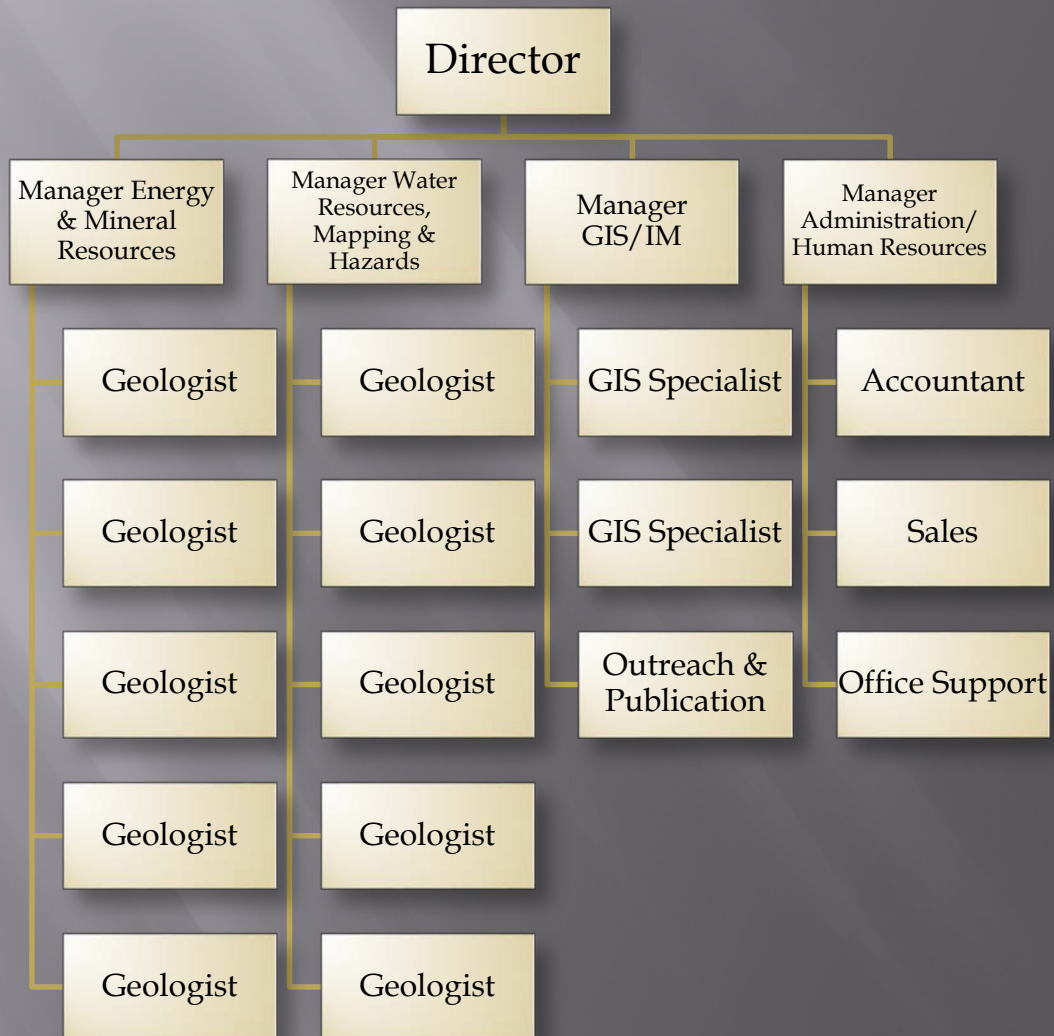 Director
Manager Energy
& Mineral
Resources
Manager Water
Resources,
Mapping &
Hazards
Manager
GIS/IM
Manager
Administration/
Human Resources
Geologist
Geologist
Geologist
Geologist
Geologist
Geologist
Geologist
Geologist
Geologist
Geologist
GIS Specialist
GIS Specialist
Outreach &
Publication
Accountant
Sales
Office Support